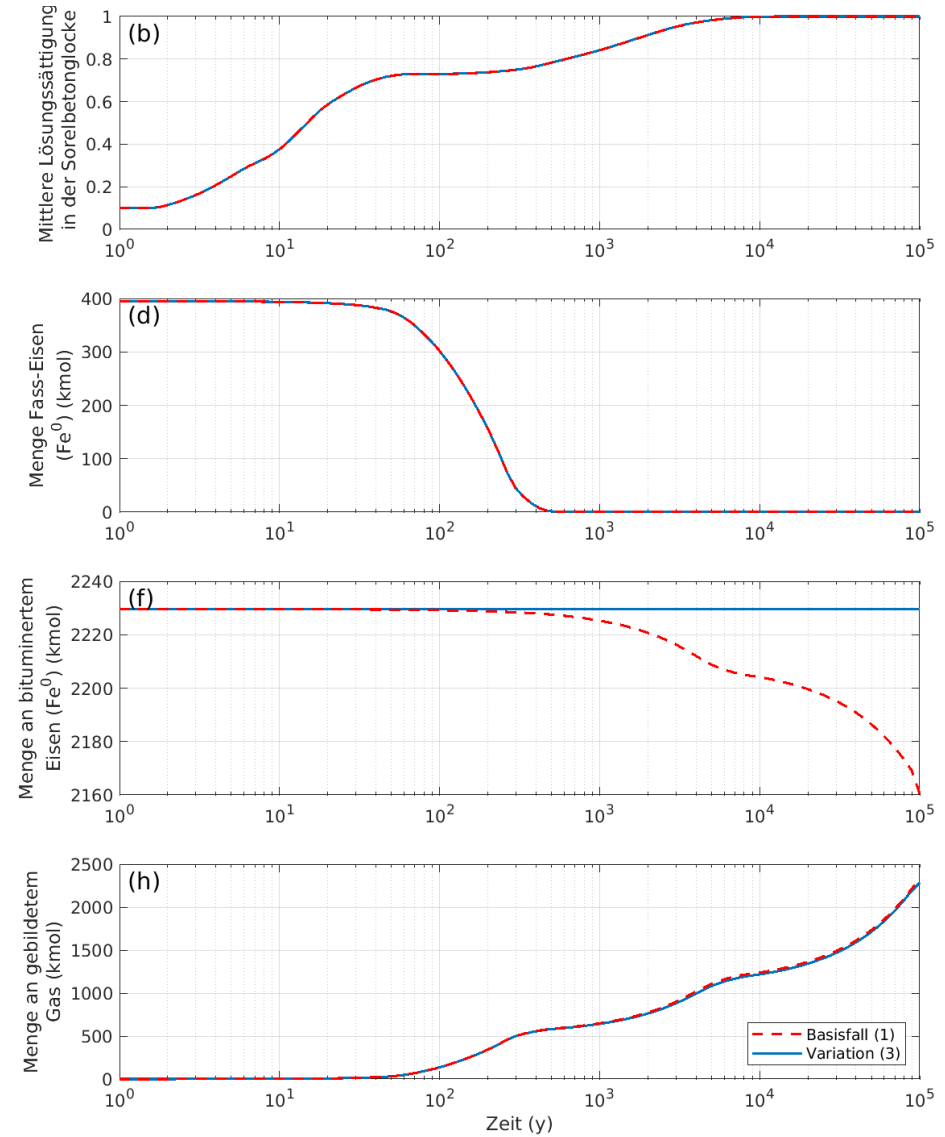 Mittlere Lösungssättigung
in der Sorelbetonglocke
(b)
1
0.8
0.6
0.4
0.2
0
10^0 10^1 10^2 10^3 10^4 10^5
Menge Fass-Eisen
(Fe^0) (kmol)
(d)
400
300
200
100
0
10^0 10^1 10^2 10^3 10^4 10^5
Menge an bituminertem
Eisen (Fe^0) (kmol)
(f)
2240
2220
2200
2180
2160
10^0 10^1 10^2 10^3 10^4 10^5
Menge an gebildetem
Gas (kmol)
(h)
2500
2000
1500
1000
500
0
Basisfall (1)
Variation (3)
10^0 10^1 10^2 10^3 10^4 10^5
Zeit (y)